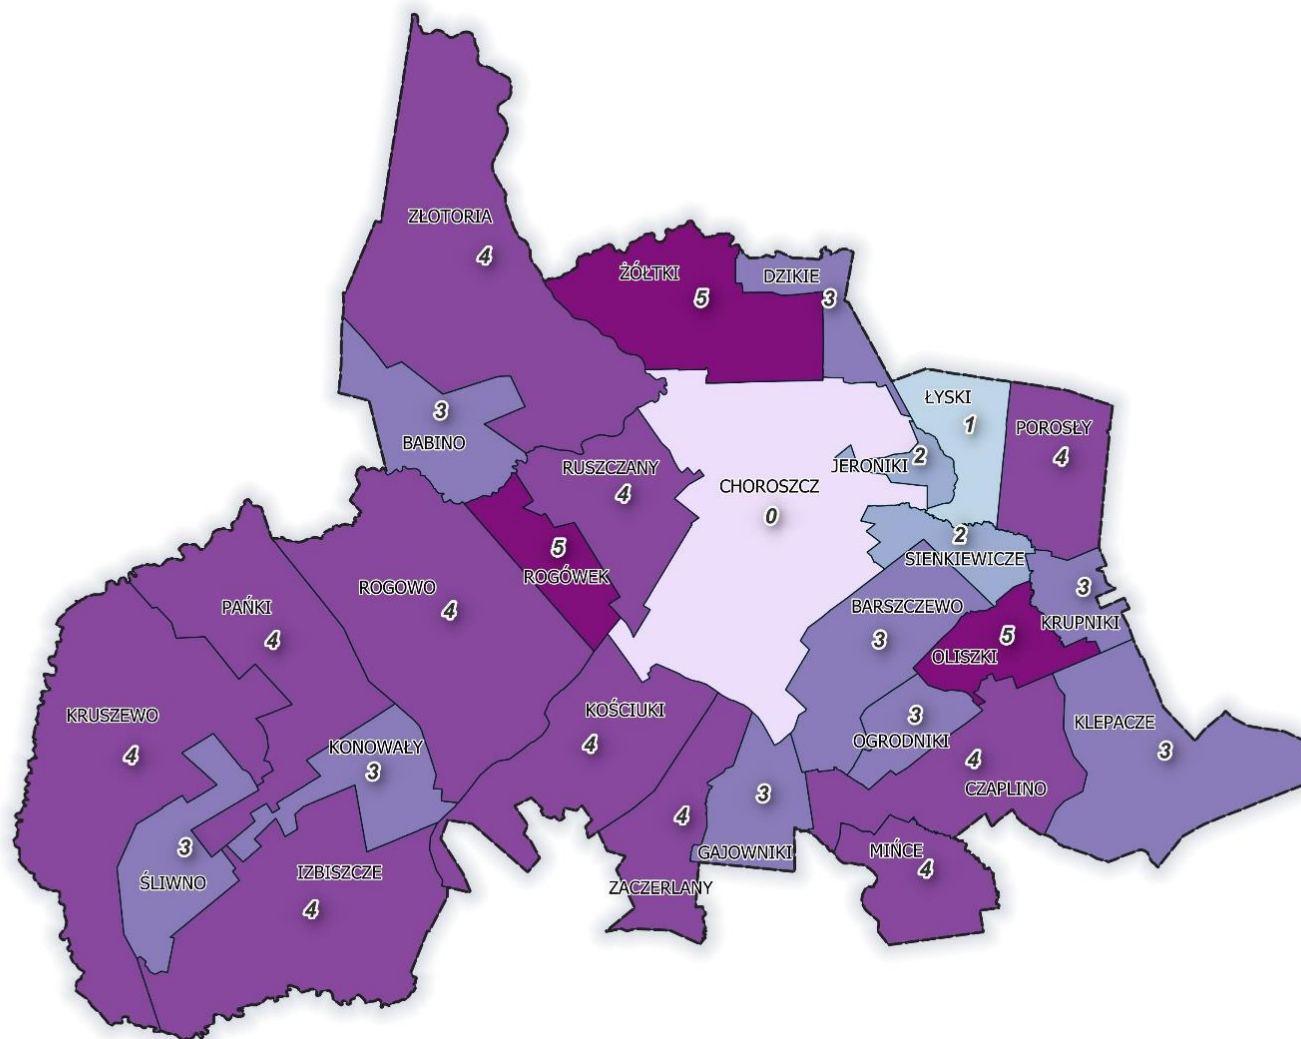 ZŁOTORIA
4
ŻÓŁTKI
5
DZIKIE
3
ŁYSKI
1
POROSŁY
4
3
BABINO
RUSZCZANY
4
CHOROSZCZ
0
JERONIKI
2
2
SIENKIEWICZE
5
ROGÓWEK
ROGOWO
4
PAŃKI
4
BARSZCZEWO
3
3
KRUPNIKI
5
OLISZKI
KRUSZEWO
4
KONOWAŁY
3
KOŚCIUKI
4
3
OGRODNIKI
KLEPACZE
3
4
CZAPLINO
3
GAJOWNIKI
4
ZACZERLANY
MIŃCE
4
3
ŚLIWNO
IZBISZCZE
4